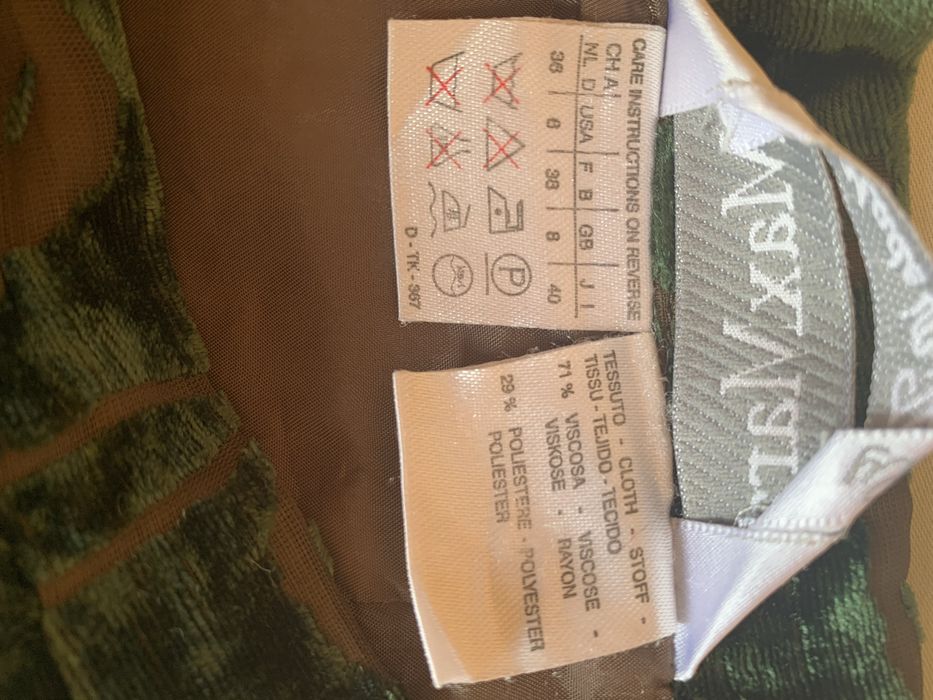 CARE INSTRUCTIONS ON REVERSE
CH A
NL D USA F B GB J I
36 6 38 8 40
P
D - TK - 367
TESSUTO - CLOTH - STOFF -
TISSU - TEJIDO - TECIDO
71 % VISCOSA - VISCOSE -
VISKOSE - RAYON
29 % POLIESTERE - POLYESTER
POLIESTER
MaxMara